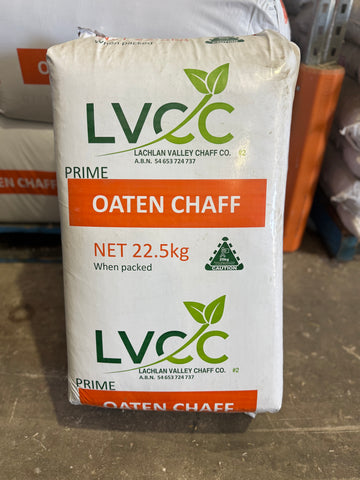 When packed
CAUTION
LVCC
LACHLAN VALLEY CHAFF CO. #2
A.B.N. 54 653 724 737
PRIME
OATEN CHAFF
NET 22.5kg
When packed
CAUTION
LVCC
LACHLAN VALLEY CHAFF CO. #2
A.B.N. 54 653 724 737
PRIME
OATEN CHAFF